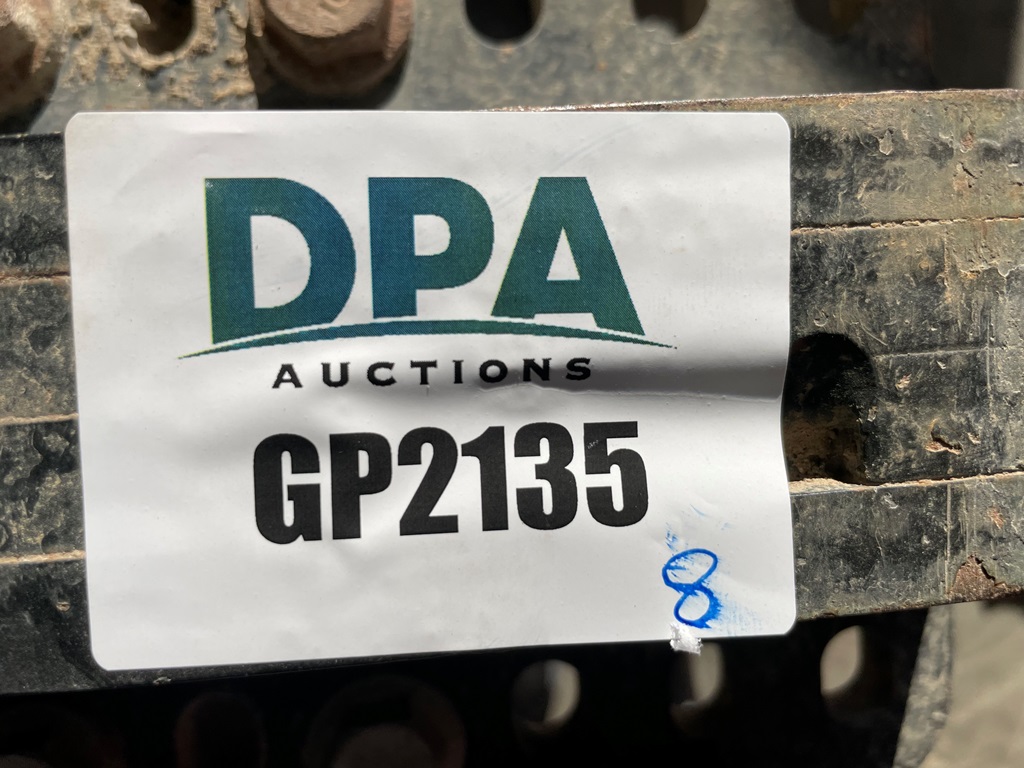 DPA
AUCTIONS
GP2135
8